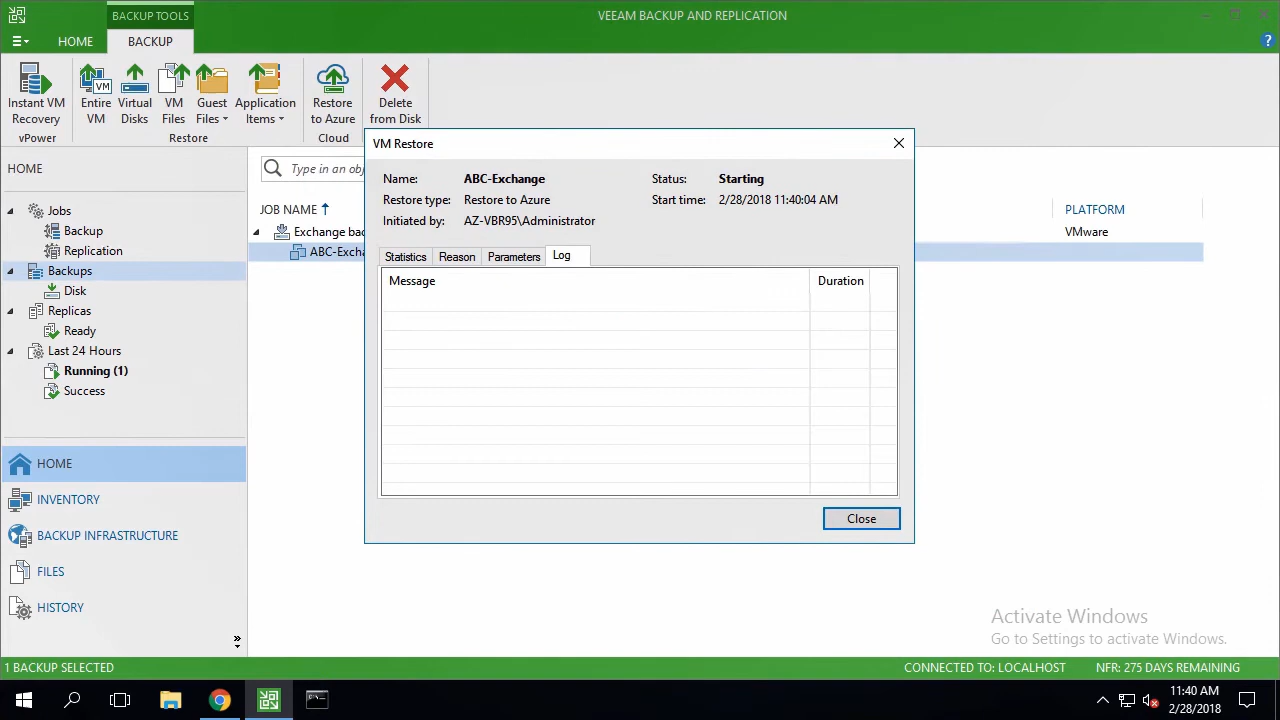 BACKUP TOOLS
VEEAM BACKUP AND REPLICATION
HOME
BACKUP
?
Instant VM
Recovery
vPower
VM
Entire
VM
Virtual
Disks
VM
Files
Guest
Files
Application
Items
Restore
Restore
to Azure
Cloud
Delete
from Disk
HOME
Jobs
Backup
Replication
Backups
Disk
Replicas
Ready
Last 24 Hours
Running (1)
Success
HOME
INVENTORY
BACKUP INFRASTRUCTURE
FILES
HISTORY
Type in an obj
JOB NAME
PLATFORM
Exchange bac
VMware
ABC-Excha
VM Restore
Name: ABC-Exchange
Status: Starting
Restore type: Restore to Azure
Start time: 2/28/2018 11:40:04 AM
Initiated by: AZ-VBR95\Administrator
Statistics Reason Parameters Log
Message Duration
Close
Activate Windows
Go to Settings to activate Windows.
1 BACKUP SELECTED
CONNECTED TO: LOCALHOST
NFR: 275 DAYS REMAINING
11:40 AM
2/28/2018